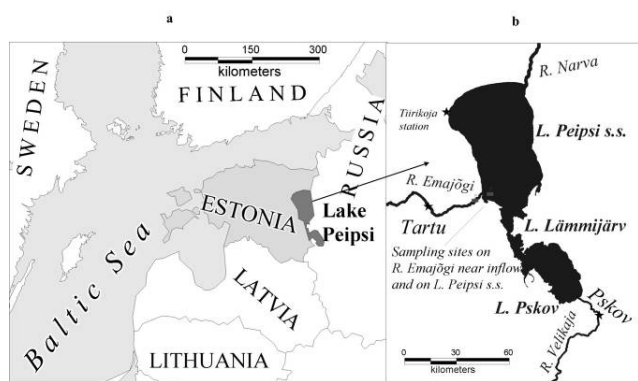 a
b
0 150 300
kilometers
SWEDEN
FINLAND
RUSSIA
ESTONIA
Lake
Peipsi
Baltic Sea
LATVIA
LITHUANIA
R. Narva
Tiirikoja
station
L. Peipsi s.s.
R. Emajõgi
Tartu
L. Lämmijärv
Sampling sites on
R. Emajõgi near inflow
and on L. Peipsi s.s.
L. Pskov
Pskov
R. Velikaja
0 30 60
kilometers